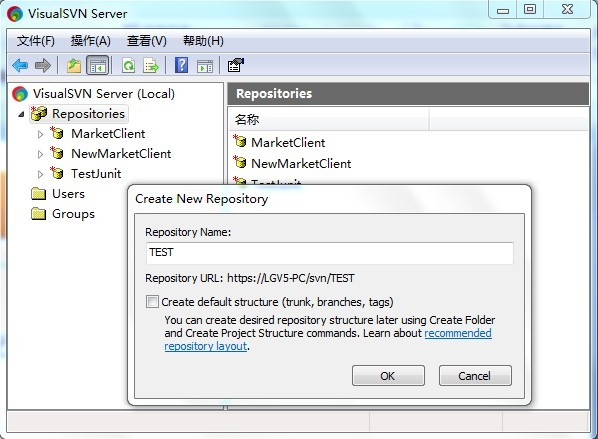 VisualSVN Server
文件(F) 操作(A) 查看(V) 帮助(H)
VisualSVN Server (Local)
Repositories
MarketClient
NewMarketClient
TestJunit
Users
Groups
Repositories
名称
MarketClient
NewMarketClient
TestJunit
Create New Repository
Repository Name:
TEST
Repository URL: https://LGV5-PC/svn/TEST
Create default structure (trunk, branches, tags)
You can create desired repository structure later using Create Folder
and Create Project Structure commands. Learn about recommended
repository layout.
OK Cancel